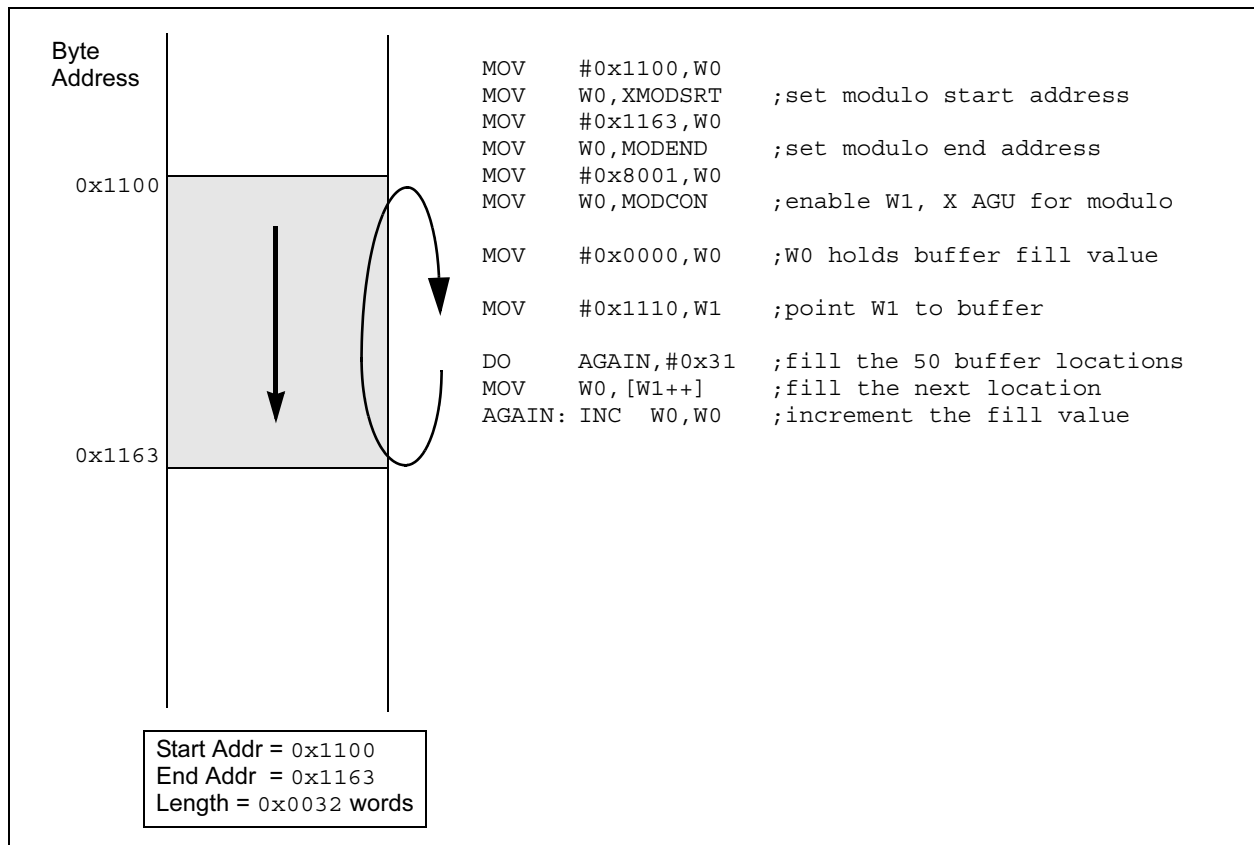 Byte
Address
0x1100
0x1163
MOV #0x1100,W0
MOV W0,XMODSRT ;set modulo start address
MOV #0x1163,W0
MOV W0,MODEND ;set modulo end address
MOV #0x8001,W0
MOV W0,MODCON ;enable W1, X AGU for modulo
MOV #0x0000,W0 ;W0 holds buffer fill value
MOV #0x1110,W1 ;point W1 to buffer
DO AGAIN,#0x31 ;fill the 50 buffer locations
MOV W0,[W1++] ;fill the next location
AGAIN: INC W0,W0 ;increment the fill value
Start Addr = 0x1100
End Addr = 0x1163
Length = 0x0032 words